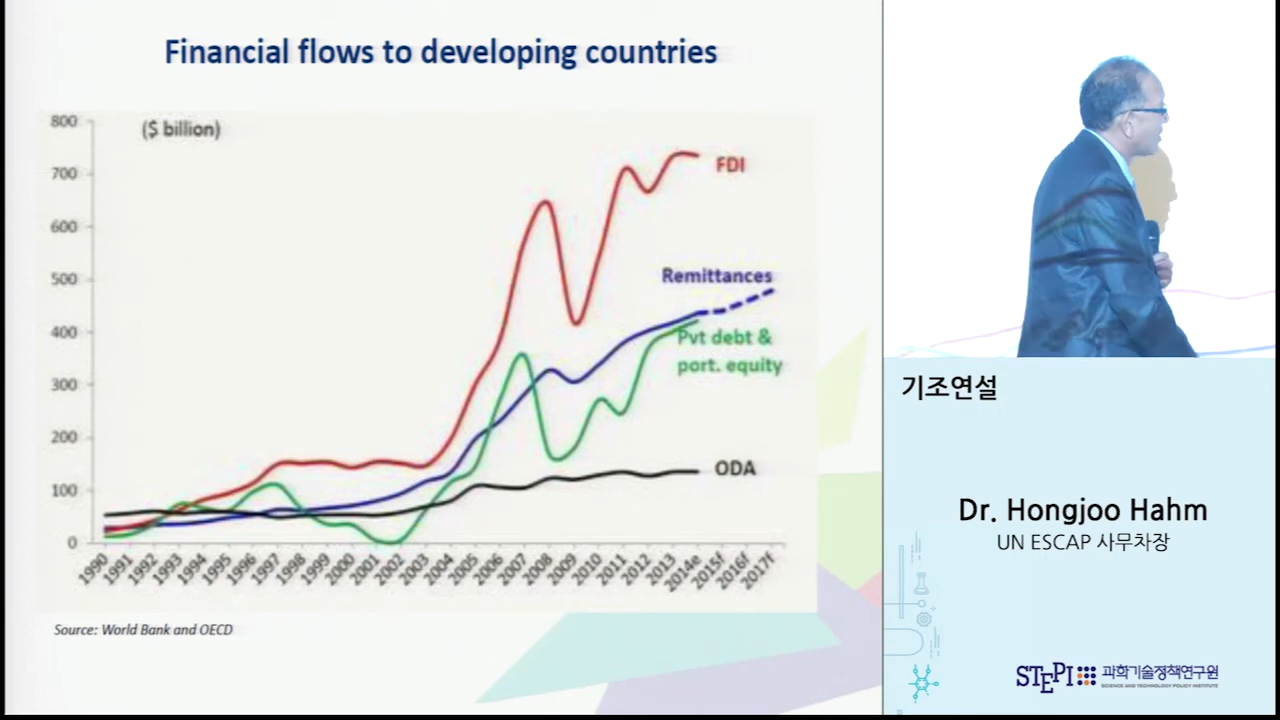 Financial flows to developing countries
($ billion)
800
700
600
500
400
300
200
100
0
FDI
Remittances
Pvt debt &
port. equity
ODA
1990 1991 1992 1993 1994 1995 1996 1997 1998 1999 2000 2001 2002 2003 2004 2005 2006 2007 2008 2009 2010 2011 2012 2013 2014e 2015f 2016f 2017f
Source: World Bank and OECD
기조연설
Dr. Hongjoo Hahm
UN ESCAP 사무차장
STEPI 과학기술정책연구원
SCIENCE AND TECHNOLOGY POLICY INSTITUTE